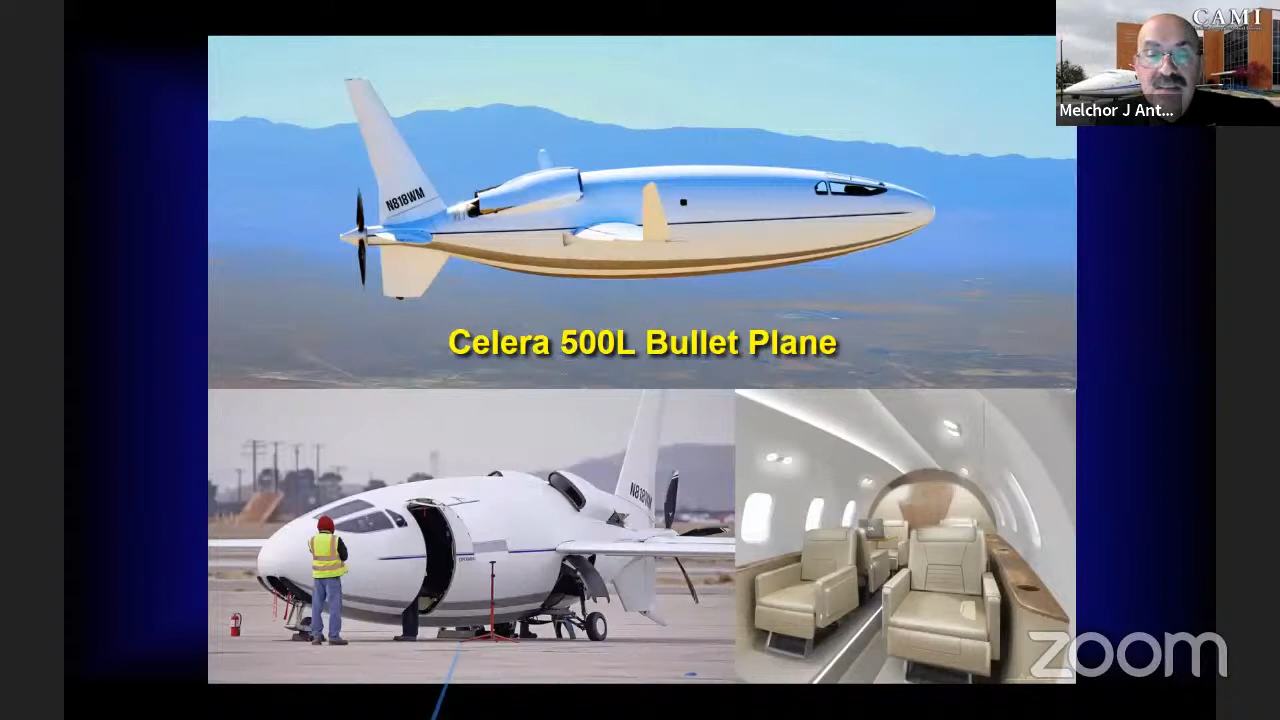 CAMI
Melchor J Ant...
N818WM
Celera 500L Bullet Plane
N818WM
zoom